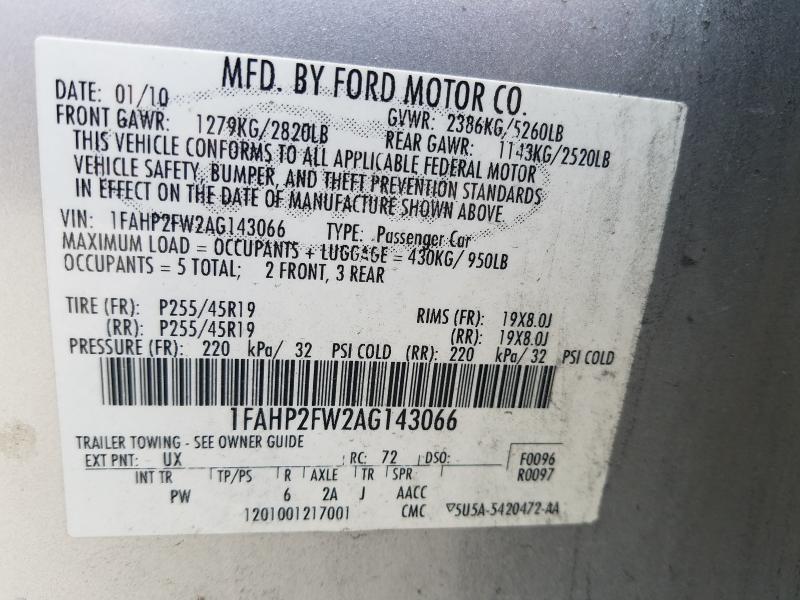 MFD. BY FORD MOTOR CO.
DATE: 01/10 GVWR: 2386KG/5260LB
FRONT GAWR: 1279KG/2820LB REAR GAWR: 1143KG/2520LB
THIS VEHICLE CONFORMS TO ALL APPLICABLE FEDERAL MOTOR
VEHICLE SAFETY, BUMPER, AND THEFT PREVENTION STANDARDS
IN EFFECT ON THE DATE OF MANUFACTURE SHOWN ABOVE.
VIN: 1FAHP2FW2AG143066 TYPE: Passenger Car
MAXIMUM LOAD = OCCUPANTS + LUGGAGE = 430KG/ 950LB
OCCUPANTS = 5 TOTAL; 2 FRONT, 3 REAR
TIRE (FR): P255/45R19 RIMS (FR): 19X8.0J
(RR): P255/45R19 (RR): 19X8.0J
PRESSURE (FR): 220 kPa/ 32 PSI COLD (RR): 220 kPa/ 32 PSI COLD
1FAHP2FW2AG143066
TRAILER TOWING - SEE OWNER GUIDE
EXT PNT: UX RC: 72 DSO: F0096
INT TR TP/PS R AXLE TR SPR R0097
PW 6 2A J AACC
1201001217001 CMC 5U5A-5420472-AA